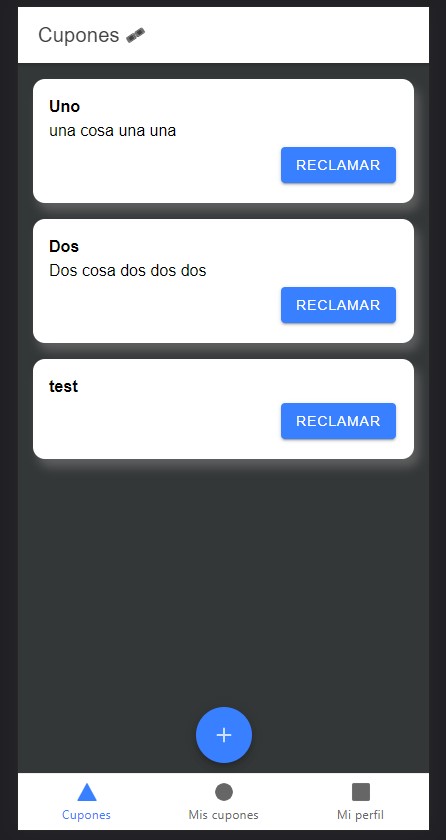 Cupones
Uno
una cosa una una
RECLAMAR
Dos
Dos cosa dos dos dos
RECLAMAR
test
RECLAMAR
+
Cupones
Mis cupones
Mi perfil